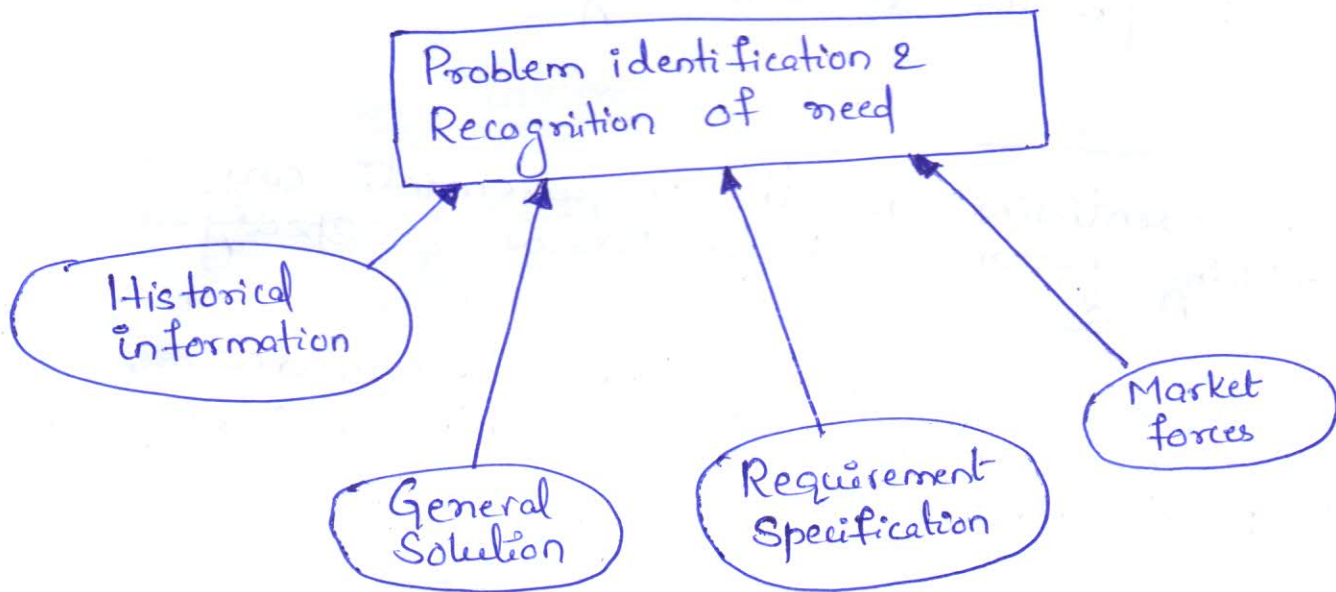 Problem identification &
Recognition of need
Historical
information
General
Solution
Requirement
Specification
Market
forces